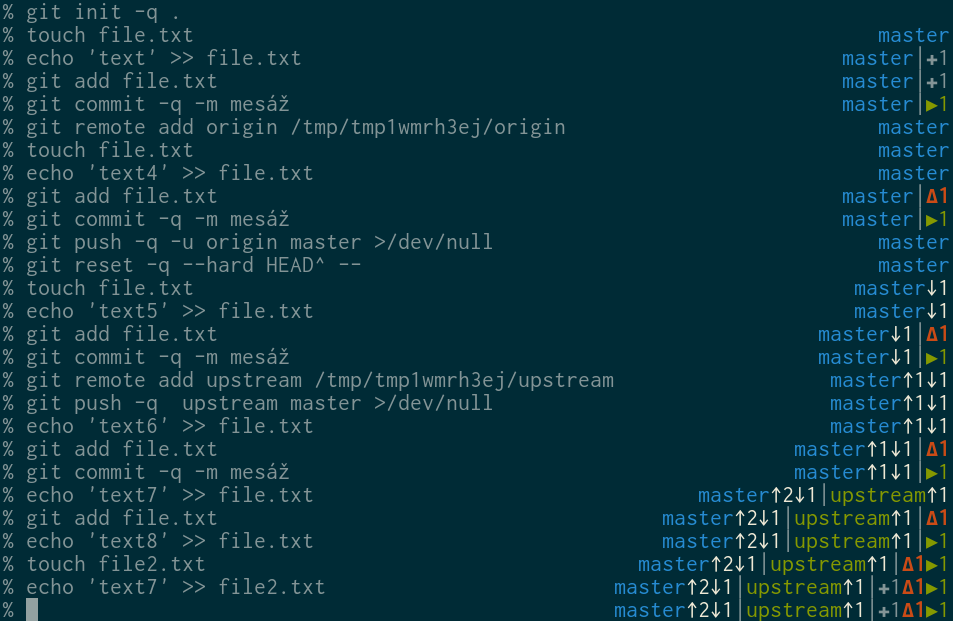 % git init -q .
% touch file.txt master
% echo 'text' >> file.txt master|✚1
% git add file.txt master|✚1
% git commit -q -m mesáž master|▶1
% git remote add origin /tmp/tmp1wmrh3ej/origin master
% touch file.txt master
% echo 'text4' >> file.txt master
% git add file.txt master|Δ1
% git commit -q -m mesáž master|▶1
% git push -q -u origin master >/dev/null master
% git reset -q --hard HEAD^ -- master
% touch file.txt master↓1
% echo 'text5' >> file.txt master↓1
% git add file.txt master↓1|Δ1
% git commit -q -m mesáž master↓1|▶1
% git remote add upstream /tmp/tmp1wmrh3ej/upstream master↑1↓1
% git push -q  upstream master >/dev/null master↑1↓1
% echo 'text6' >> file.txt master↑1↓1
% git add file.txt master↑1↓1|Δ1
% git commit -q -m mesáž master↑1↓1|▶1
% echo 'text7' >> file.txt master↑2↓1|upstream↑1
% git add file.txt master↑2↓1|upstream↑1|Δ1
% echo 'text8' >> file.txt master↑2↓1|upstream↑1|▶1
% touch file2.txt master↑2↓1|upstream↑1|Δ1▶1
% echo 'text7' >> file2.txt master↑2↓1|upstream↑1|✚1Δ1▶1
% master↑2↓1|upstream↑1|✚1Δ1▶1